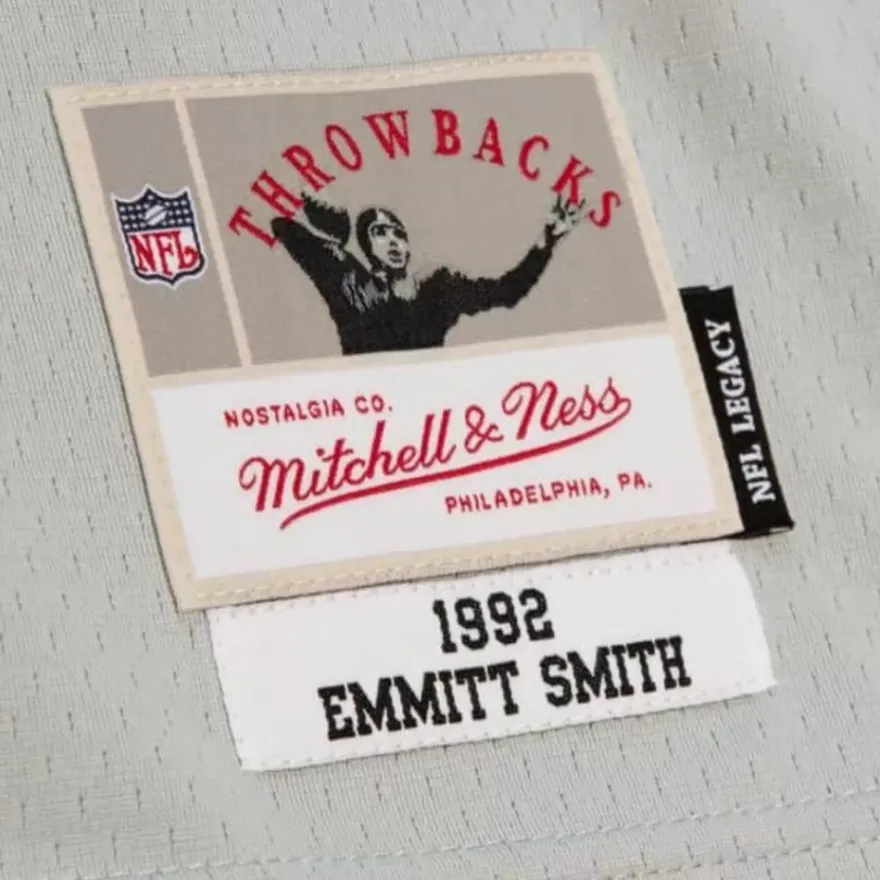 THROWBACKS
NFL
NOSTALGIA CO.
Mitchell & Ness
PHILADELPHIA, PA.
NFL LEGACY
1992
EMMITT SMITH